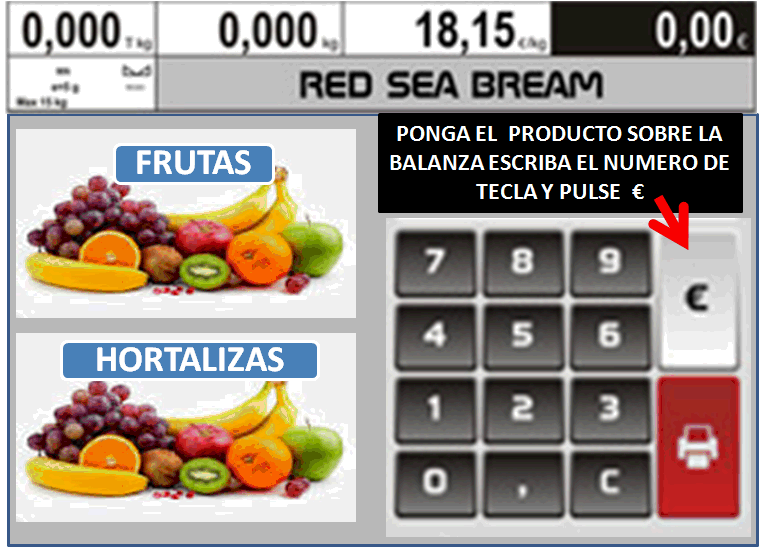 0,000 T kg
0,000 kg
18,15 €/kg
0,00 €
Max 15 kg
RED SEA BREAM
FRUTAS
HORTALIZAS
PONGA EL PRODUCTO SOBRE LA
BALANZA ESCRIBA EL NUMERO DE
TECLA Y PULSE €
7 8 9 €
4 5 6
1 2 3
0 , C